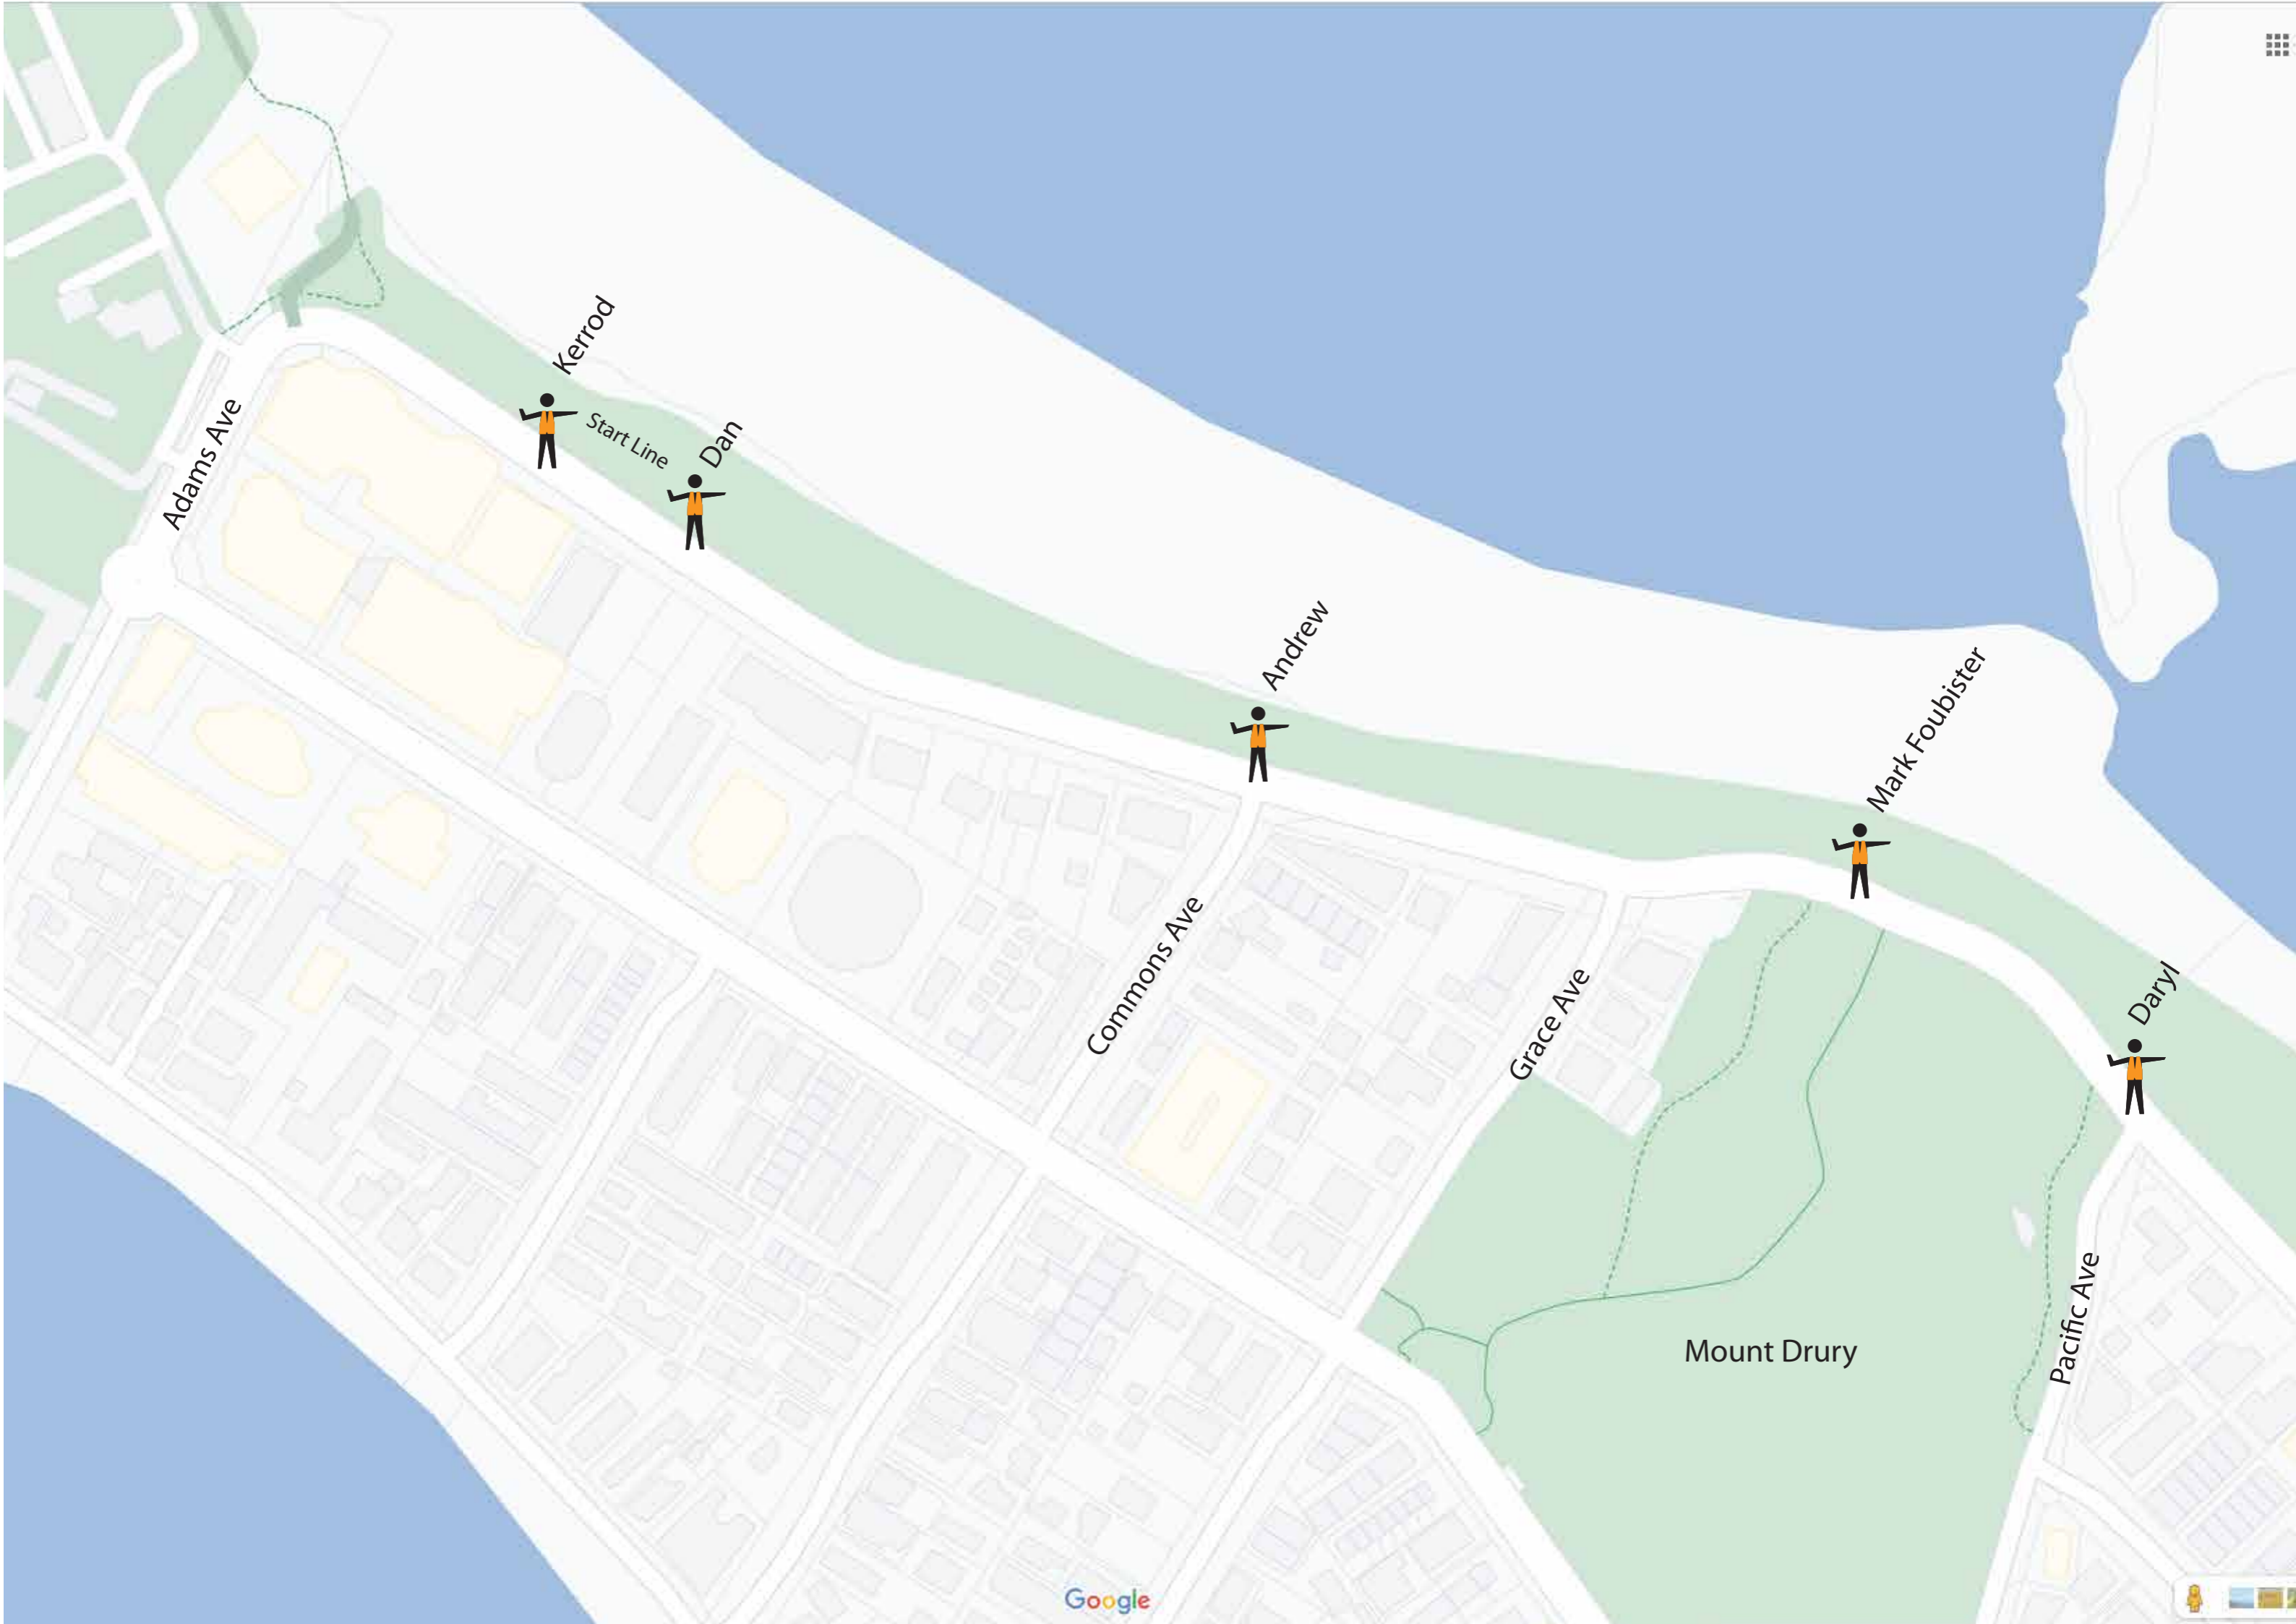 Kerrod
Adams Ave
Start Line
Dan
Andrew
Mark Foubister
Commons Ave
Grace Ave
Daryl
Pacific Ave
Mount Drury
Google